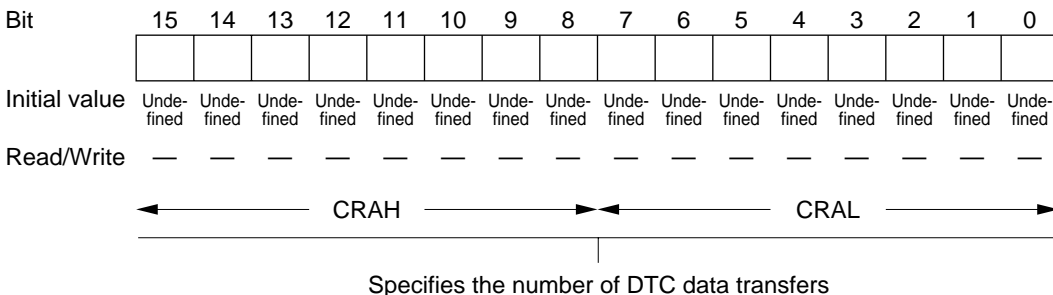 Bit 15 14 13 12 11 10 9 8 7 6 5 4 3 2 1 0
Initial value Unde- Unde- Unde- Unde- Unde- Unde- Unde- Unde- Unde- Unde- Unde- Unde- Unde- Unde- Unde- Unde-
fined fined fined fined fined fined fined fined fined fined fined fined fined fined fined fined
Read/Write — — — — — — — — — — — — — — — —
CRAH CRAL
Specifies the number of DTC data transfers